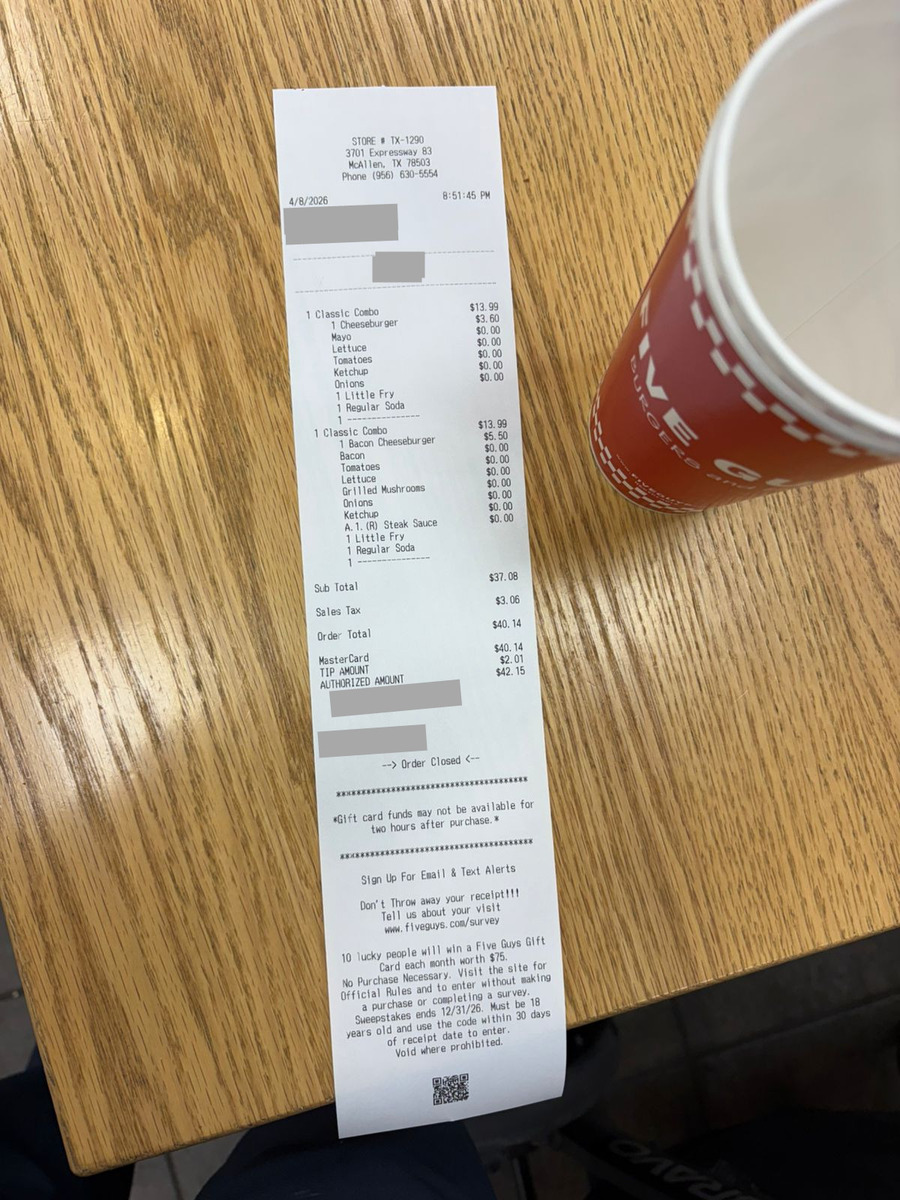 STORE # TX-1290
3701 Expressway 83
McAllen, TX 78503
Phone (956) 630-5554
4/8/2026 8:51:45 PM
1 Classic Combo $13.99
1 Cheeseburger $3.60
Mayo $0.00
Lettuce $0.00
Tomatoes $0.00
Ketchup $0.00
Onions $0.00
1 Little Fry
1 Regular Soda
1 ---------------
1 Classic Combo $13.99
1 Bacon Cheeseburger $5.50
Bacon $0.00
Tomatoes $0.00
Lettuce $0.00
Grilled Mushrooms $0.00
Onions $0.00
Ketchup $0.00
A.1.(R) Steak Sauce $0.00
1 Little Fry
1 Regular Soda
1 ---------------
Sub Total $37.08
Sales Tax $3.06
Order Total $40.14
MasterCard $40.14
TIP AMOUNT $2.01
AUTHORIZED AMOUNT $42.15
--> Order Closed <--
*Gift card funds may not be available for
two hours after purchase.*
Sign Up For Email & Text Alerts
Don't Throw away your receipt!!!
Tell us about your visit
www.fiveguys.com/survey
10 lucky people will win a Five Guys Gift
Card each month worth $75.
No Purchase Necessary. Visit the site for
Official Rules and to enter without making
a purchase or completing a survey.
Sweepstakes ends 12/31/26. Must be 18
years old and use the code within 30 days
of receipt date to enter.
Void where prohibited.
FIVE
GU
BURGERS
RAVO